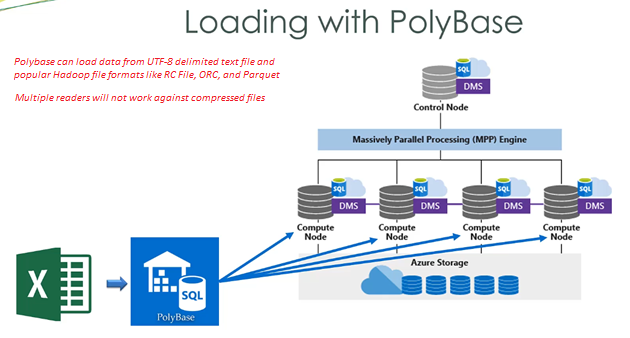 Loading with PolyBase
Polybase can load data from UTF-8 delimited text file and
popular Hadoop file formats like RC File, ORC, and Parquet
Multiple readers will not work against compressed files
SQL
DMS
Control Node
Massively Parallel Processing (MPP) Engine
SQL
DMS
SQL
DMS
SQL
DMS
SQL
DMS
Compute
Node
Compute
Node
Compute
Node
Compute
Node
Azure Storage
X
SQL
PolyBase